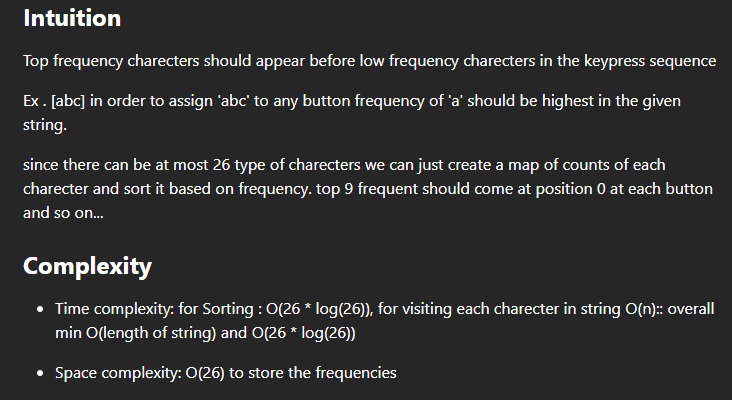 Intuition
Top frequency charecters should appear before low frequency charecters in the keypress sequence
Ex . [abc] in order to assign 'abc' to any button frequency of 'a' should be highest in the given
string.
since there can be at most 26 type of charecters we can just create a map of counts of each
charecter and sort it based on frequency. top 9 frequent should come at position 0 at each button
and so on...
Complexity
• Time complexity: for Sorting : O(26 * log(26)), for visiting each charecter in string O(n):: overall
min O(length of string) and O(26 * log(26))
• Space complexity: O(26) to store the frequencies